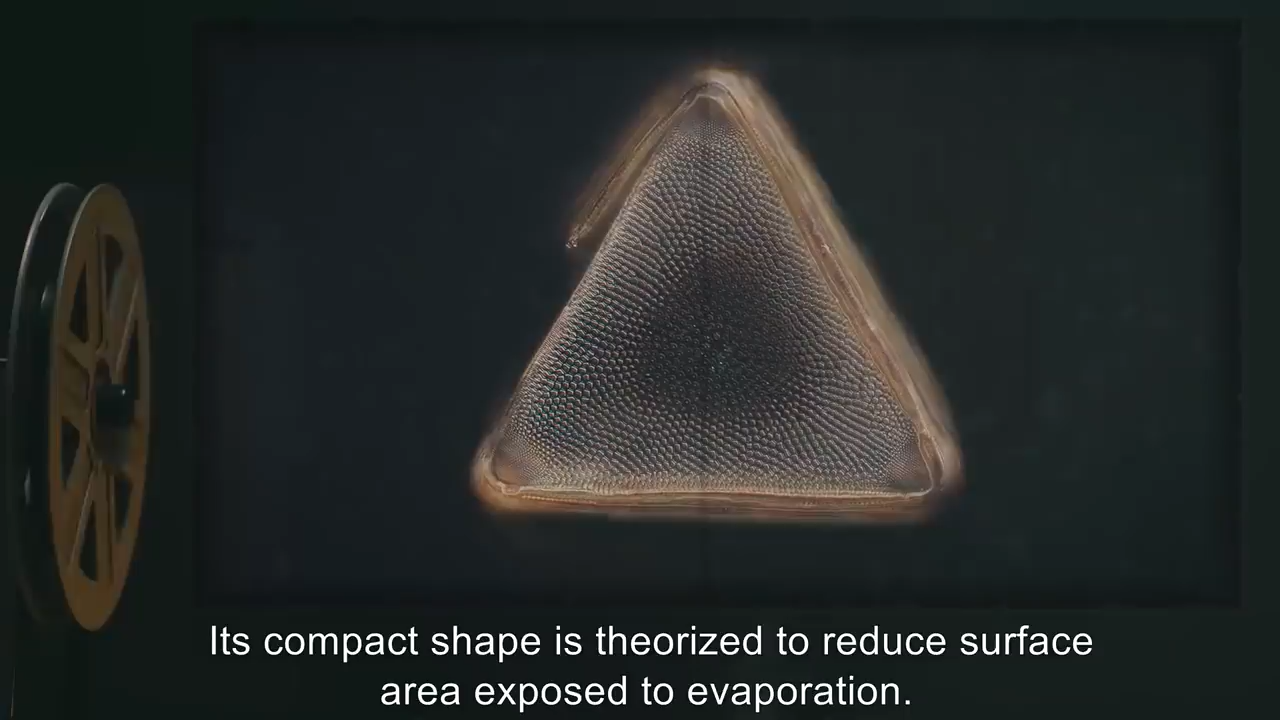 Its compact shape is theorized to reduce surface
area exposed to evaporation.